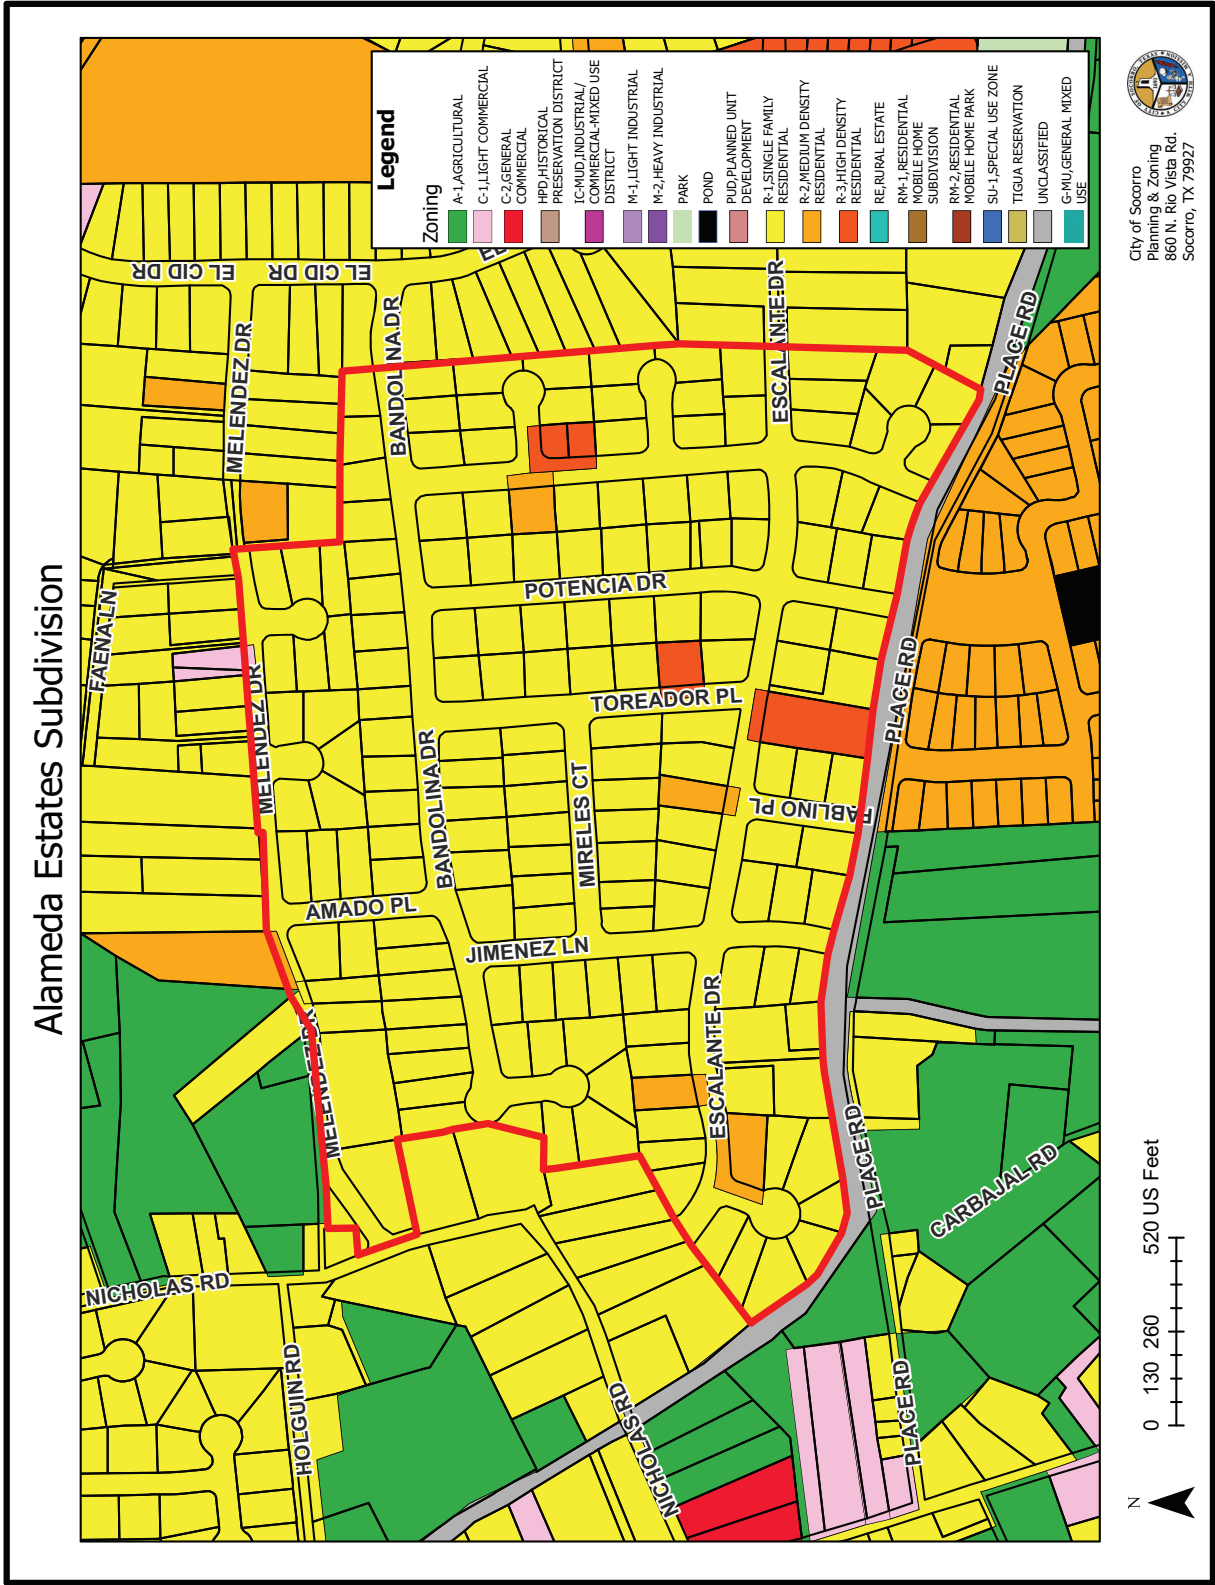 Alameda Estates Subdivision
Legend
Zoning
A-1,AGRICULTURAL
C-1,LIGHT COMMERCIAL
C-2,GENERAL
COMMERCIAL
HPD,HISTORICAL
PRESERVATION DISTRICT
IC-MUD,INDUSTRIAL/
COMMERCIAL-MIXED USE
DISTRICT
M-1,LIGHT INDUSTRIAL
M-2,HEAVY INDUSTRIAL
PARK
POND
PUD,PLANNED UNIT
DEVELOPMENT
R-1,SINGLE FAMILY
RESIDENTIAL
R-2,MEDIUM DENSITY
RESIDENTIAL
R-3,HIGH DENSITY
RESIDENTIAL
RE,RURAL ESTATE
RM-1,RESIDENTIAL
MOBILE HOME
SUBDIVISION
RM-2,RESIDENTIAL
MOBILE HOME PARK
SU-1,SPECIAL USE ZONE
TIGUA RESERVATION
UNCLASSIFIED
G-MU,GENERAL MIXED
USE
FAENA LN
EL CID DR
EL CID DR
EL
MELENDEZ DR
MELENDEZ DR
MELENDEZ DR
MELENDEZ DR
BANDOLINA DR
BANDOLINA DR
AMADO PL
JIMENEZ LN
MIRELES CT
POTENCIA DR
TOREADOR PL
TABLINO PL
ESCALANTE DR
ESCALANTE DR
PLACE RD
PLACE RD
PLACE RD
PLACE RD
CARBAJAL RD
NICHOLAS RD
NICHOLAS RD
HOLGUIN RD
N
0 130 260 520 US Feet
City of Socorro
Planning & Zoning
860 N. Rio Vista Rd.
Socorro, TX 79927